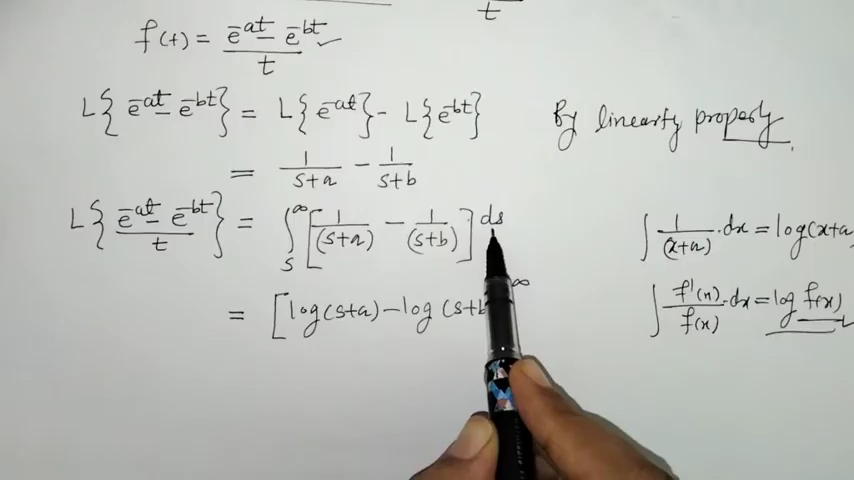 t
f(t) = e^-at - e^-bt / t
L{ e^-at - e^-bt } = L{e^-at} - L{e^-bt} By linearty property.
= 1/(s+a) - 1/(s+b)
L{ (e^-at - e^-bt)/t } = ∫_s^∞ [ 1/(s+a) - 1/(s+b) ] ds
∫ 1/(x+a) . dx = log(x+a
= [ log(s+a) - log(s+b ∞
∫ f'(x)/f(x) . dx = log f(x)